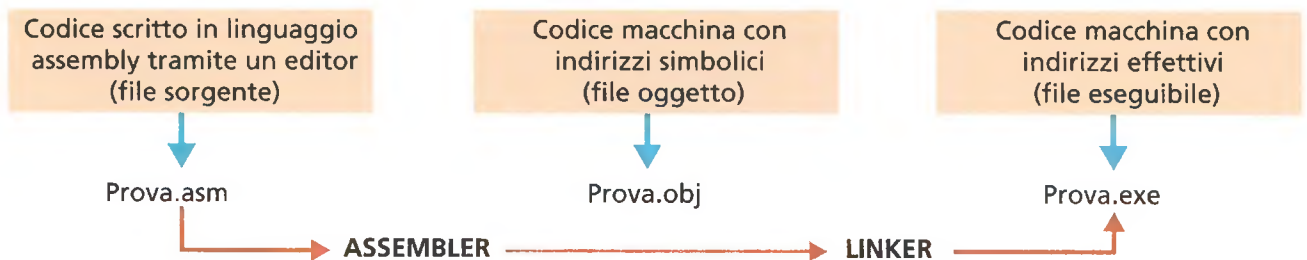 Codice scritto in linguaggio
assembly tramite un editor
(file sorgente)
Codice macchina con
indirizzi simbolici
(file oggetto)
Codice macchina con
indirizzi effettivi
(file eseguibile)
Prova.asm
Prova.obj
Prova.exe
ASSEMBLER
LINKER